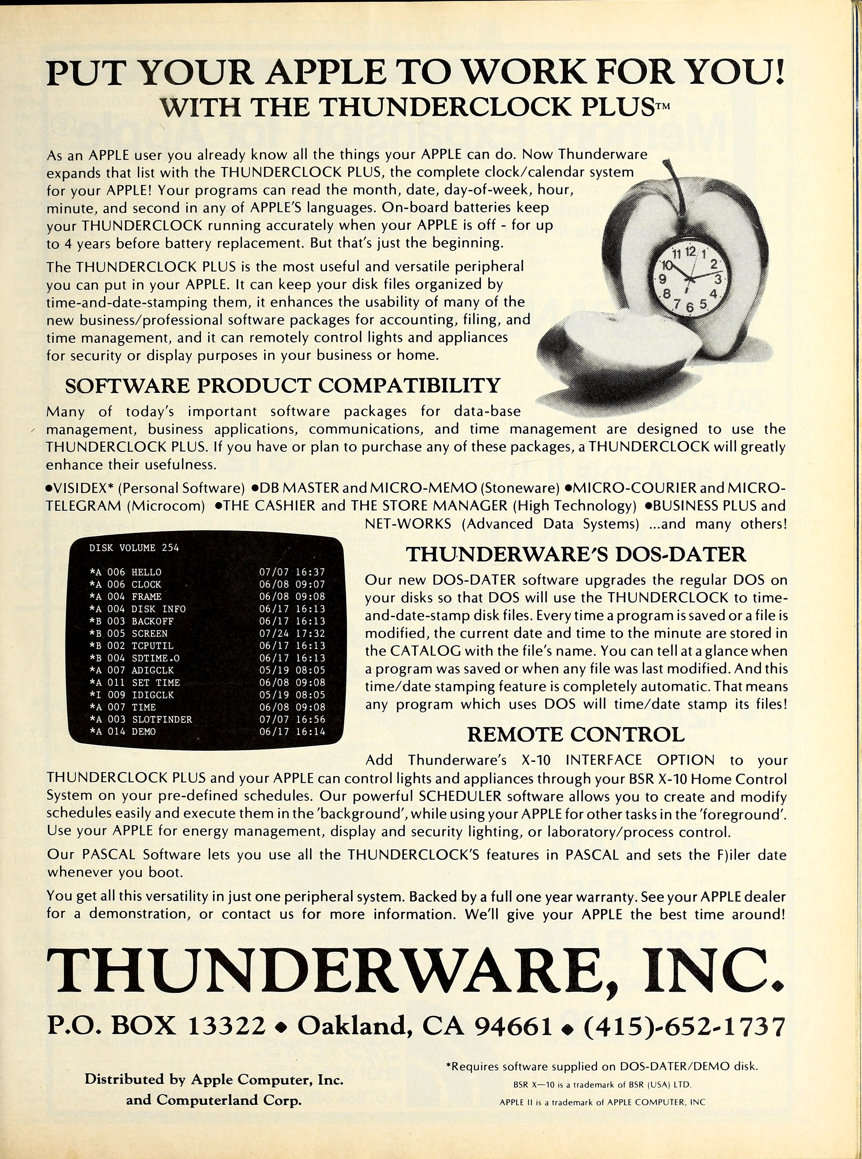 PUT YOUR APPLE TO WORK FOR YOU!
WITH THE THUNDERCLOCK PLUS™
As an APPLE user you already know all the things your APPLE can do. Now Thunderware
expands that list with the THUNDERCLOCK PLUS, the complete clock/calendar system
for your APPLE! Your programs can read the month, date, day-of-week, hour,
minute, and second in any of APPLE'S languages. On-board batteries keep
your THUNDERCLOCK running accurately when your APPLE is off - for up
to 4 years before battery replacement. But that's just the beginning.
The THUNDERCLOCK PLUS is the most useful and versatile peripheral
you can put in your APPLE. It can keep your disk files organized by
time-and-date-stamping them, it enhances the usability of many of the
new business/professional software packages for accounting, filing, and
time management, and it can remotely control lights and appliances
for security or display purposes in your business or home.
12
1
2
3
4
5
6
7
8
9
10
11
SOFTWARE PRODUCT COMPATIBILITY
Many of today's important software packages for data-base
management, business applications, communications, and time management are designed to use the
THUNDERCLOCK PLUS. If you have or plan to purchase any of these packages, a THUNDERCLOCK will greatly
enhance their usefulness.
●VISIDEX* (Personal Software) ●DB MASTER and MICRO-MEMO (Stoneware) ●MICRO-COURIER and MICRO-
TELEGRAM (Microcom) ●THE CASHIER and THE STORE MANAGER (High Technology) ●BUSINESS PLUS and
NET-WORKS (Advanced Data Systems) ...and many others!
DISK VOLUME 254
*A 006 HELLO 07/07 16:37
*A 006 CLOCK 06/08 09:07
*A 004 FRAME 06/08 09:08
*A 004 DISK INFO 06/17 16:13
*B 003 BACKOFF 06/17 16:13
*B 005 SCREEN 07/24 17:32
*B 002 TCPUTIL 06/17 16:13
*B 004 SDTIME.O 06/17 16:13
*A 007 ADIGCLK 05/19 08:05
*A 011 SET TIME 06/08 09:08
*I 009 IDIGCLK 05/19 08:05
*A 007 TIME 06/08 09:08
*A 003 SLOTFINDER 07/07 16:56
*A 014 DEMO 06/17 16:14
THUNDERWARE'S DOS-DATER
Our new DOS-DATER software upgrades the regular DOS on
your disks so that DOS will use the THUNDERCLOCK to time-
and-date-stamp disk files. Every time a program is saved or a file is
modified, the current date and time to the minute are stored in
the CATALOG with the file's name. You can tell at a glance when
a program was saved or when any file was last modified. And this
time/date stamping feature is completely automatic. That means
any program which uses DOS will time/date stamp its files!
REMOTE CONTROL
Add Thunderware's X-10 INTERFACE OPTION to your
THUNDERCLOCK PLUS and your APPLE can control lights and appliances through your BSR X-10 Home Control
System on your pre-defined schedules. Our powerful SCHEDULER software allows you to create and modify
schedules easily and execute them in the 'background', while using your APPLE for other tasks in the 'foreground'.
Use your APPLE for energy management, display and security lighting, or laboratory/process control.
Our PASCAL Software lets you use all the THUNDERCLOCK'S features in PASCAL and sets the F)iler date
whenever you boot.
You get all this versatility in just one peripheral system. Backed by a full one year warranty. See your APPLE dealer
for a demonstration, or contact us for more information. We'll give your APPLE the best time around!
THUNDERWARE, INC.
P.O. BOX 13322 ◆ Oakland, CA 94661 ◆ (415)-652-1737
Distributed by Apple Computer, Inc.
and Computerland Corp.
*Requires software supplied on DOS-DATER/DEMO disk.
BSR X—10 is a trademark of BSR (USA) LTD.
APPLE II is a trademark of APPLE COMPUTER, INC